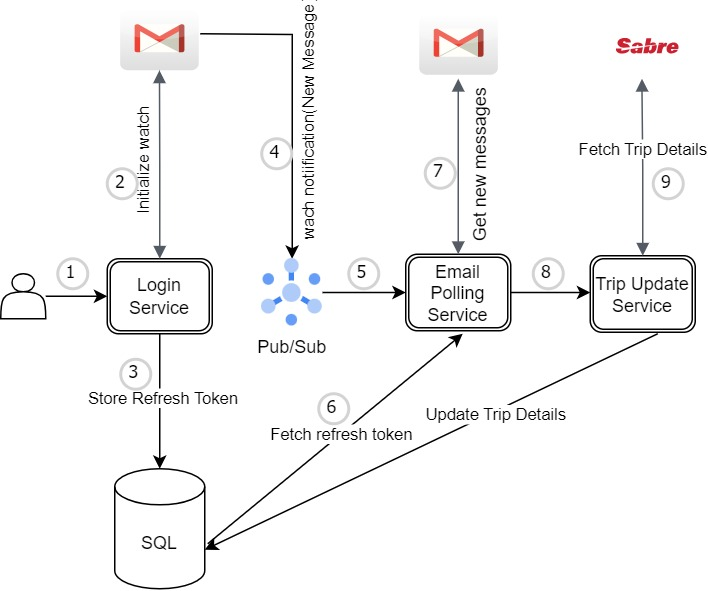 Sabre
wach notiification(New Message)
4
Initialize watch
2
7
Get new messages
Fetch Trip Details
9
1
Login
Service
Pub/Sub
5
Email
Polling
Service
8
Trip Update
Service
3
Store Refresh Token
6
Fetch refresh token
Update Trip Details
SQL